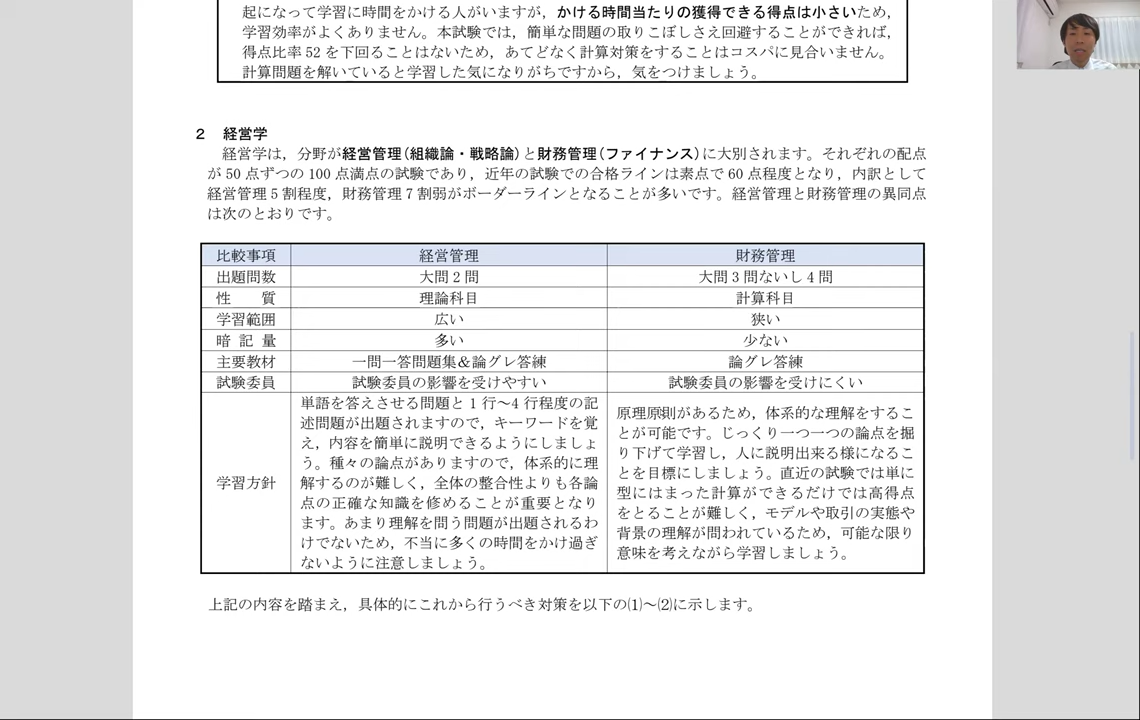 起になって学習に時間をかける人がいますが，かける時間当たりの獲得できる得点は小さいため，
学習効率がよくありません。本試験では，簡単な問題の取りこぼしさえ回避することができれば，
得点比率 52 を下回ることはないため，あてどなく計算対策をすることはコスパに見合いません。
計算問題を解いていると学習した気になりがちですから，気をつけましょう。
2　経営学
経営学は，分野が経営管理(組織論・戦略論)と財務管理(ファイナンス)に大別されます。それぞれの配点
が 50 点ずつの 100 点満点の試験であり，近年の試験での合格ラインは素点で 60 点程度となり，内訳として
経営管理 5 割程度，財務管理 7 割弱がボーダーラインとなることが多いです。経営管理と財務管理の異同点
は次のとおりです。
比較事項　経営管理　財務管理
出題問数　大問 2 問　大問 3 問ないし 4 問
性　質　理論科目　計算科目
学習範囲　広い　狭い
暗 記 量　多い　少ない
主要教材　一問一答問題集＆論グレ答練　論グレ答練
試験委員　試験委員の影響を受けやすい　試験委員の影響を受けにくい
学習方針
単語を答えさせる問題と 1 行～4 行程度の記
述問題が出題されますので，キーワードを覚
え，内容を簡単に説明できるようにしましょ
う。種々の論点がありますので，体系的に理
解するのが難しく，全体の整合性よりも各論
点の正確な知識を修めることが重要となり
ます。あまり理解を問う問題が出題されるわ
けでないため，不当に多くの時間をかけ過ぎ
ないように注意しましょう。
原理原則があるため，体系的な理解をするこ
とが可能です。じっくり一つ一つの論点を掘
り下げて学習し，人に説明出来る様になるこ
とを目標にしましょう。直近の試験では単に
型にはまった計算ができるだけでは高得点
をとることが難しく，モデルや取引の実態や
背景の理解が問われているため，可能な限り
意味を考えながら学習しましょう。
上記の内容を踏まえ，具体的にこれから行うべき対策を以下の⑴～⑵に示します。